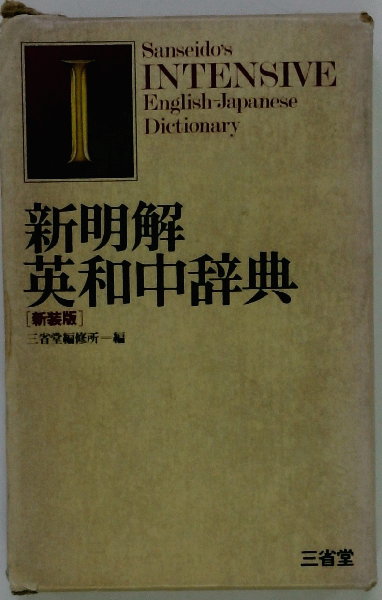 Sanseido's
INTENSIVE
English-Japanese
Dictionary
I
新明解
英和中辞典
[新装版]
三省堂編修所─編
三省堂